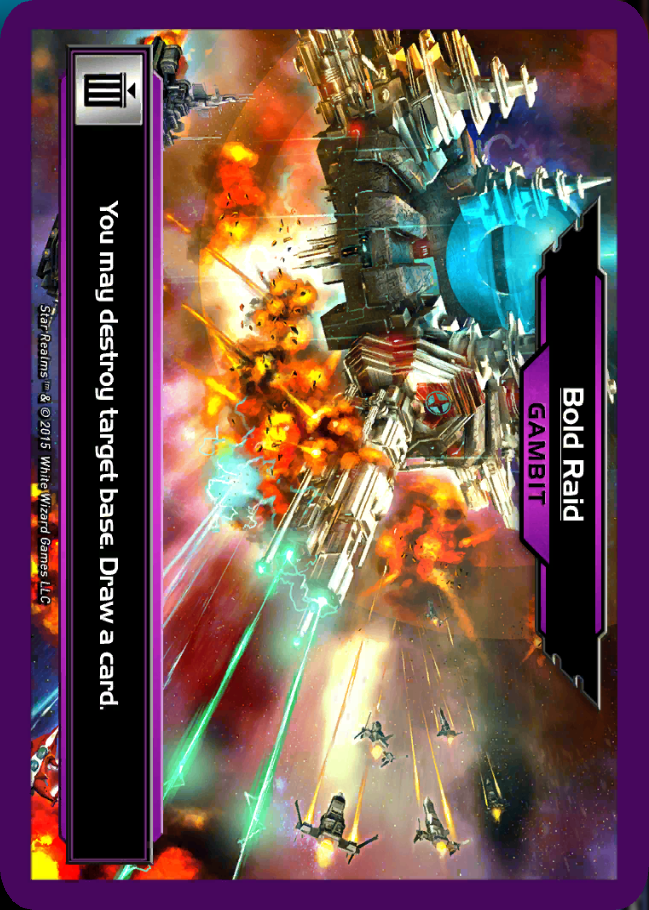 Bold Raid
GAMBIT
You may destroy target base. Draw a card.
Star Realms™ & © 2015 White Wizard Games LLC